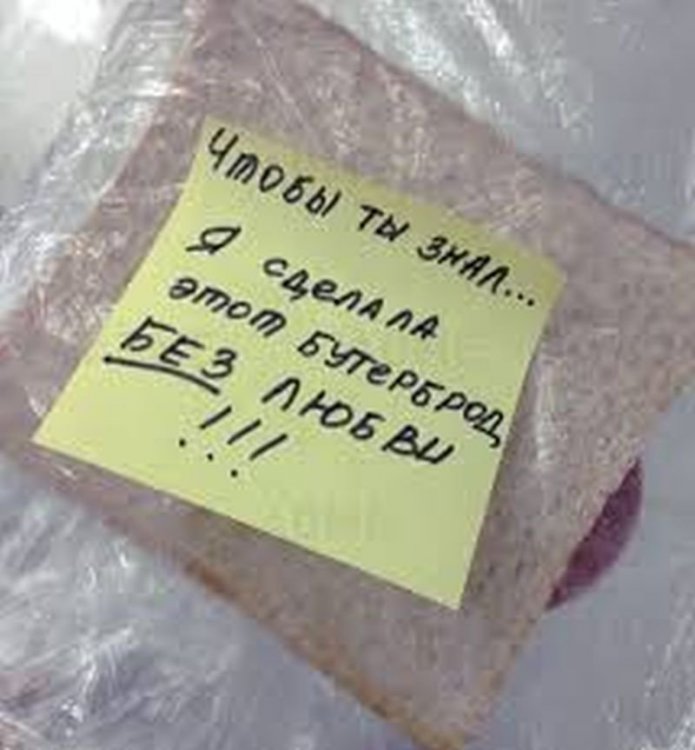 Чтобы ты знал...
Я сделала
этот бутерброд
БЕЗ любви
!!!